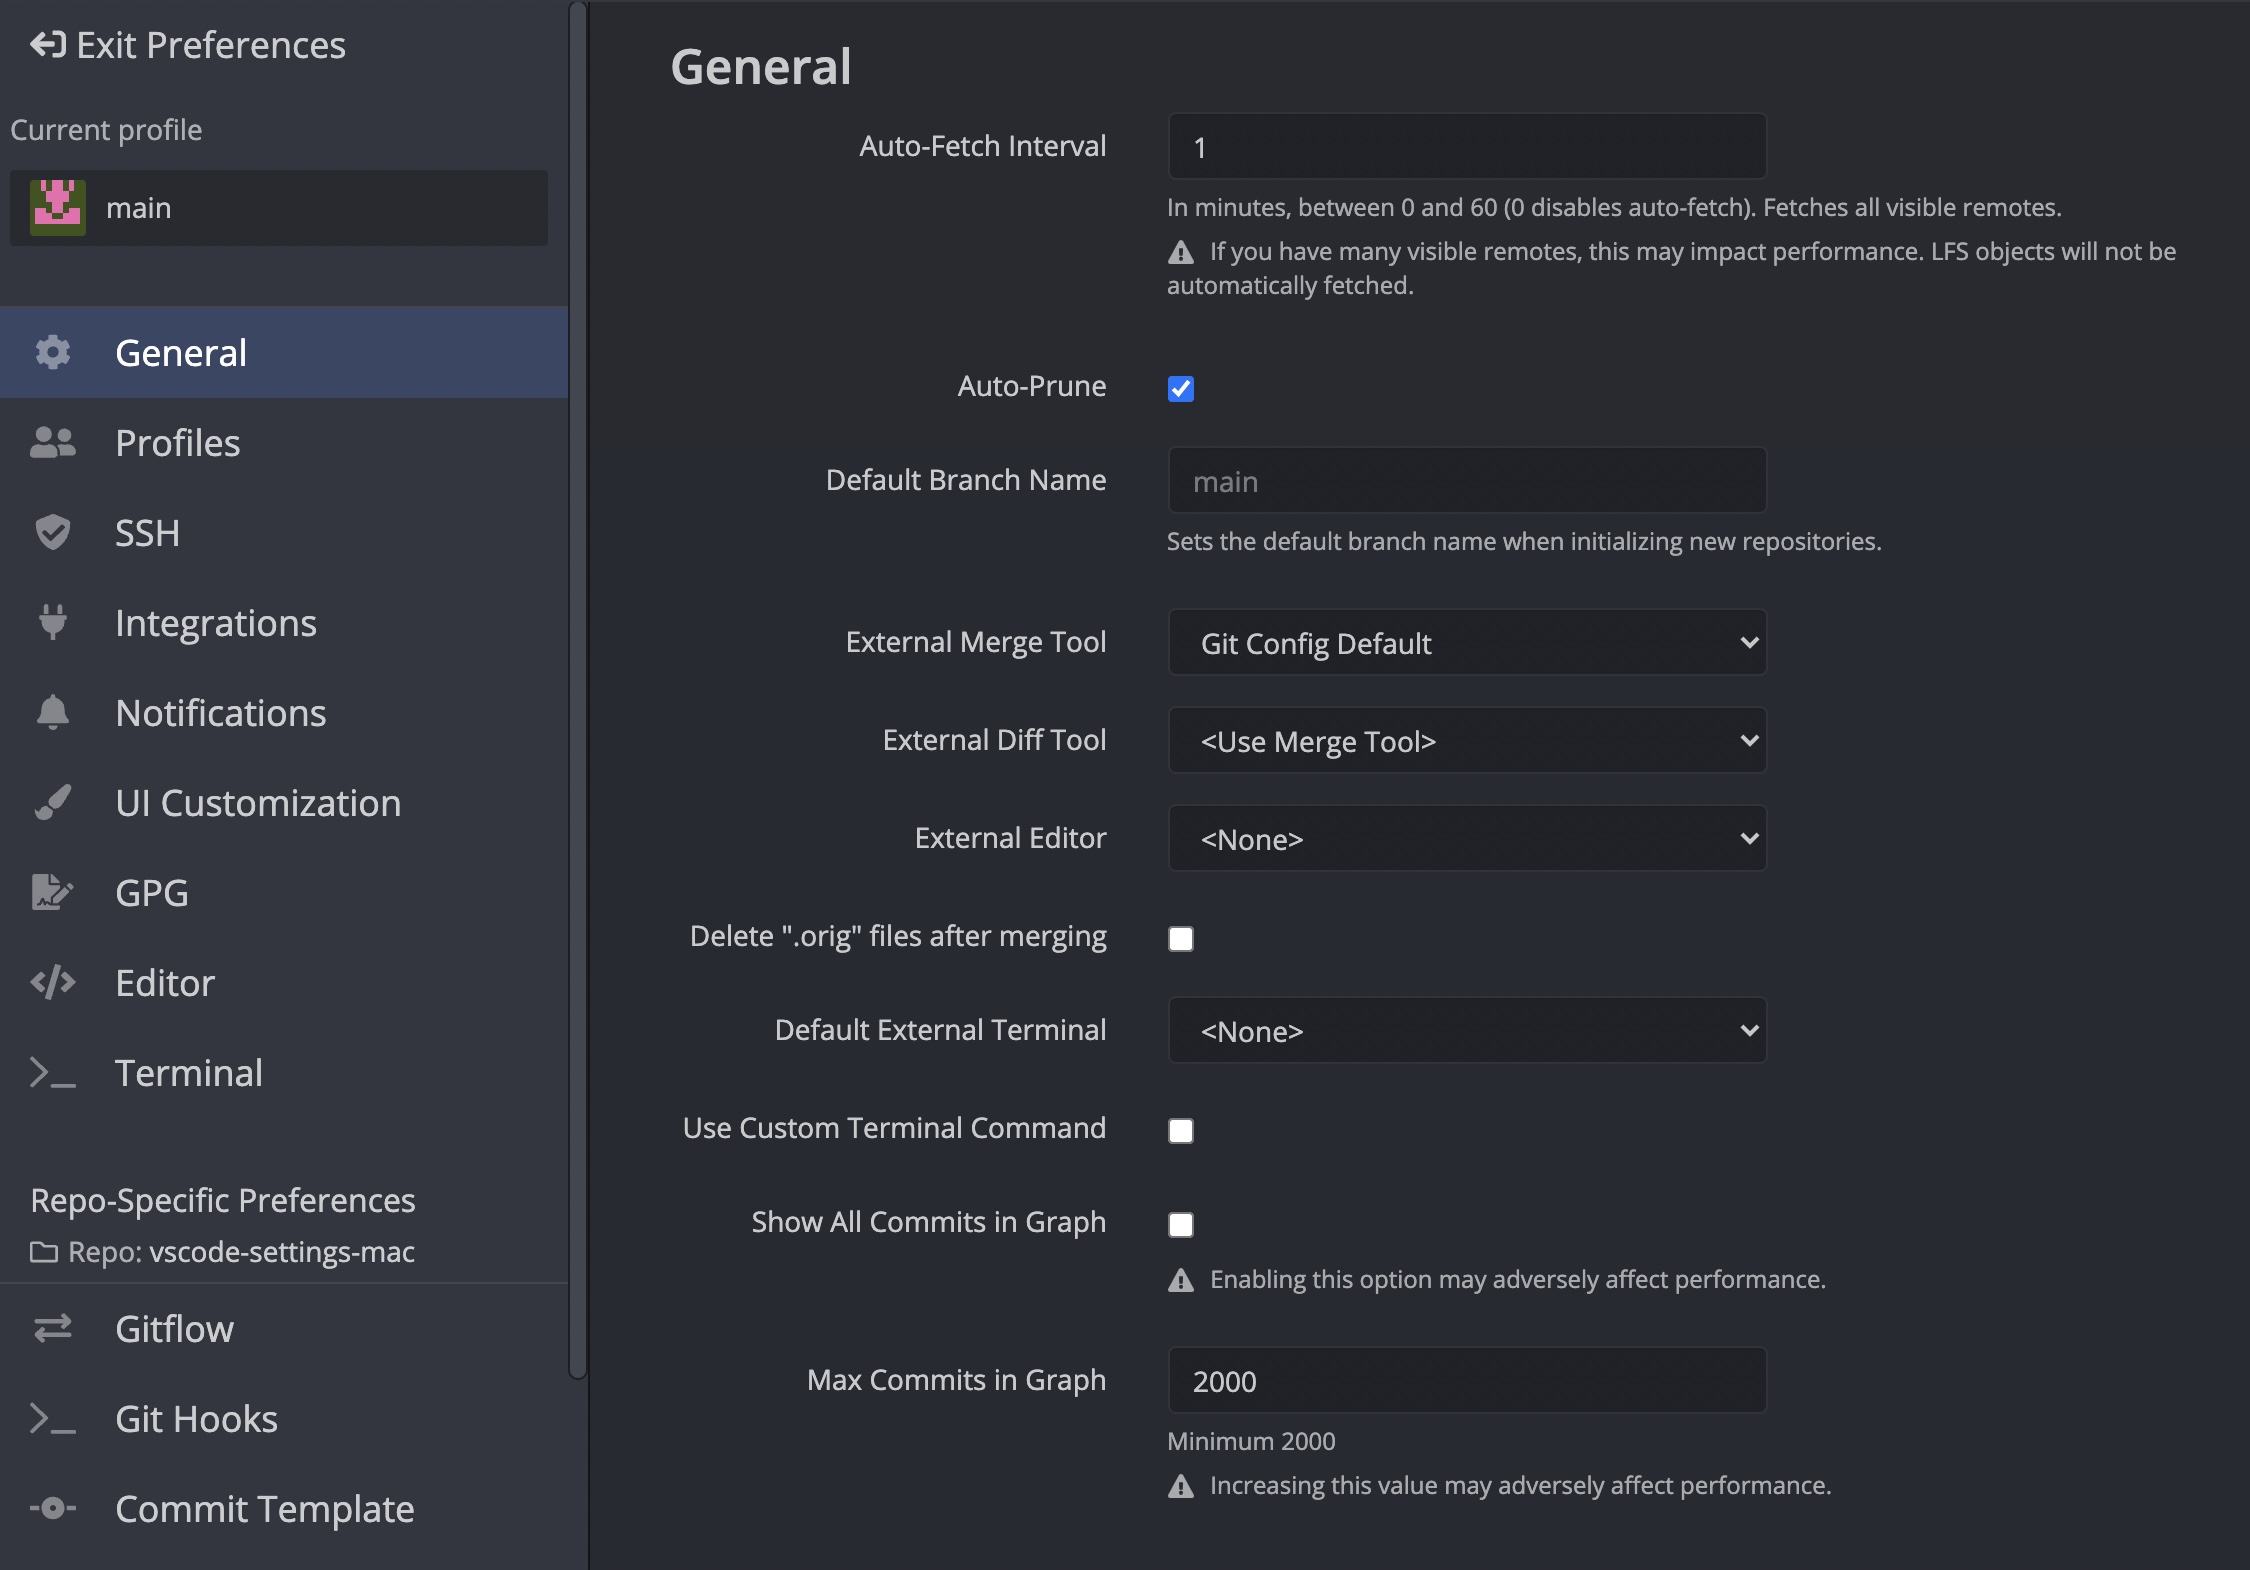 Exit Preferences
Current profile
main
General
Profiles
SSH
Integrations
Notifications
UI Customization
GPG
Editor
Terminal
Repo-Specific Preferences
Repo: vscode-settings-mac
Gitflow
Git Hooks
Commit Template
General
Auto-Fetch Interval
1
In minutes, between 0 and 60 (0 disables auto-fetch). Fetches all visible remotes.
If you have many visible remotes, this may impact performance. LFS objects will not be
automatically fetched.
Auto-Prune
Default Branch Name
main
Sets the default branch name when initializing new repositories.
External Merge Tool
Git Config Default
External Diff Tool
<Use Merge Tool>
External Editor
<None>
Delete ".orig" files after merging
Default External Terminal
<None>
Use Custom Terminal Command
Show All Commits in Graph
Enabling this option may adversely affect performance.
Max Commits in Graph
2000
Minimum 2000
Increasing this value may adversely affect performance.